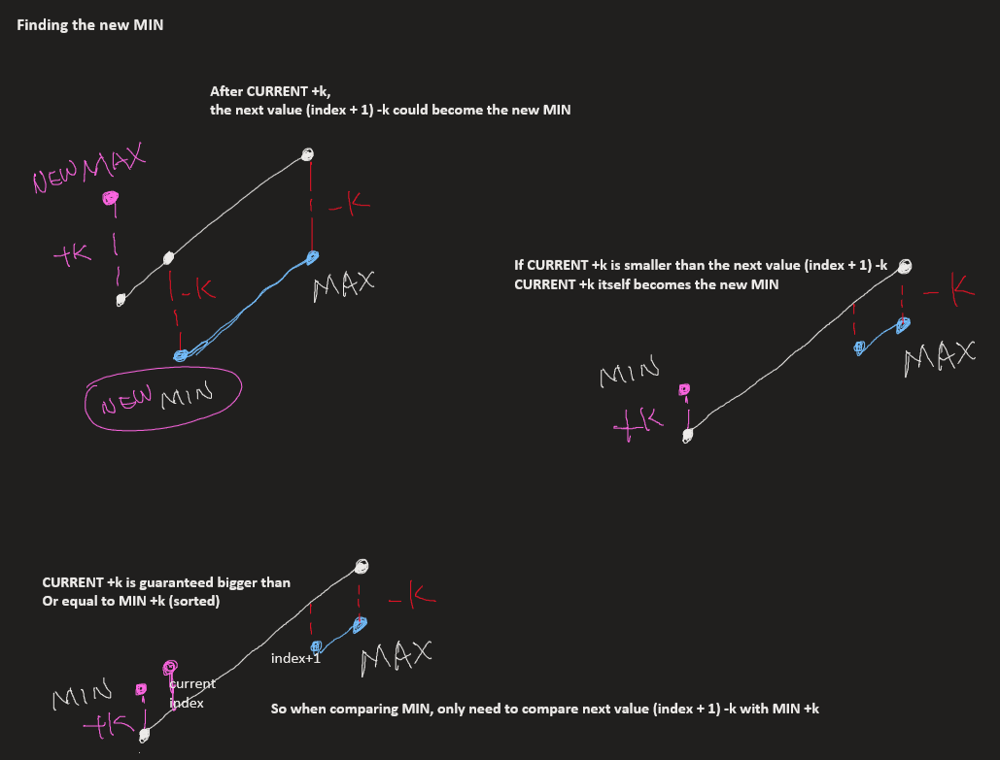 Finding the new MIN
After CURRENT +k,
the next value (index + 1) -k could become the new MIN
NEW MAX
+K
-K
-K
MAX
NEW MIN
If CURRENT +k is smaller than the next value (index + 1) -k
CURRENT +k itself becomes the new MIN
-K
MAX
MIN
+K
CURRENT +k is guaranteed bigger than
Or equal to MIN +k (sorted)
-K
index+1
MAX
current
index
MIN
+K
So when comparing MIN, only need to compare next value (index + 1) -k with MIN +k